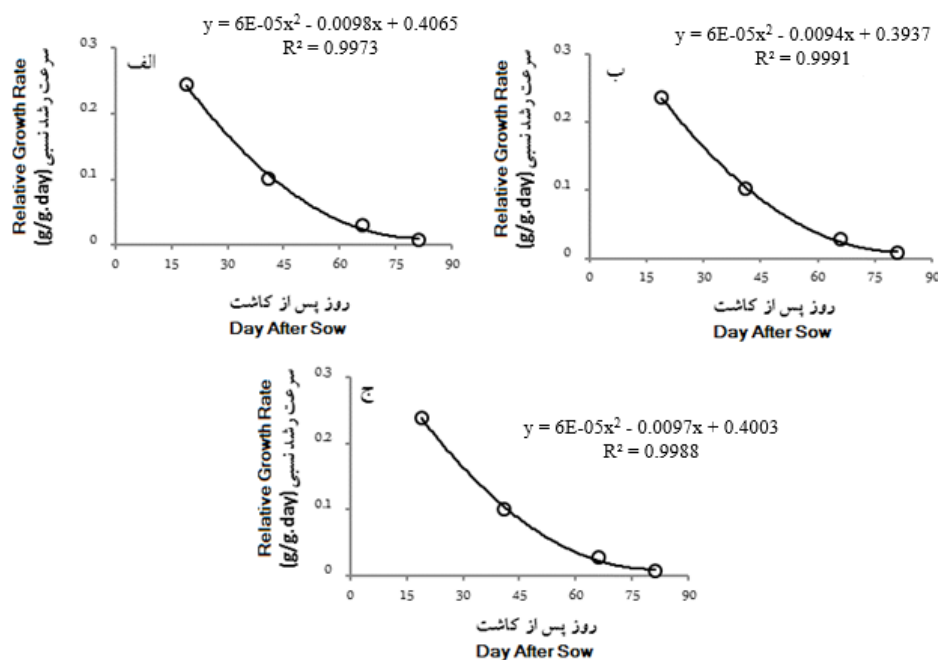 y = 6E-05x² - 0.0098x + 0.4065
R² = 0.9973
الف
0.3
0.2
0.1
0
Relative Growth Rate
سرعت رشد نسبی (g/g.day)
0 15 30 45 60 75 90
روز پس از کاشت
Day After Sow
y = 6E-05x² - 0.0094x + 0.3937
R² = 0.9991
ب
0.3
0.2
0.1
0
Relative Growth Rate
سرعت رشد نسبی (g/g.day)
0 15 30 45 60 75 90
روز پس از کاشت
Day After Sow
y = 6E-05x² - 0.0097x + 0.4003
R² = 0.9988
ج
0.3
0.2
0.1
0
Relative Growth Rate
سرعت رشد نسبی (g/g.day)
0 15 30 45 60 75 90
روز پس از کاشت
Day After Sow